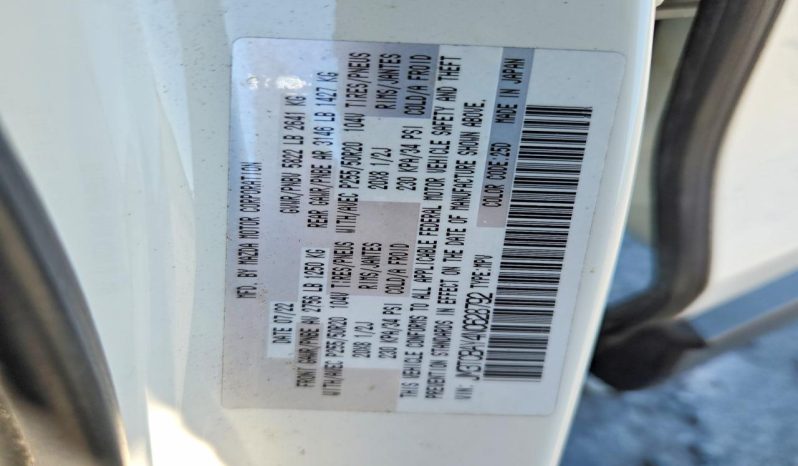 MFD. BY MAZDA MOTOR CORPORATION
DATE 07/22 GVWR/PNBV 5822 LB 2641 KG
FRONT GAWR/PNBE AV 2756 LB 1250 KG REAR GAWR/PNBE AR 3146 LB 1427 KG
WITH/AVEC P255/50R20 104V TIRES/PNEUS WITH/AVEC P255/50R20 104V TIRES/PNEUS
20X8 1/2J RIMS/JANTES 20X8 1/2J RIMS/JANTES
230 KPA/34 PSI COLD/A FROID 230 KPA/34 PSI COLD/A FROID
THIS VEHICLE CONFORMS TO ALL APPLICABLE FEDERAL MOTOR VEHICLE SAFETY AND THEFT
PREVENTION STANDARDS IN EFFECT ON THE DATE OF MANUFACTURE SHOWN ABOVE.
VIN: TYPE:MPV COLOR CODE:25D MADE IN JAPAN